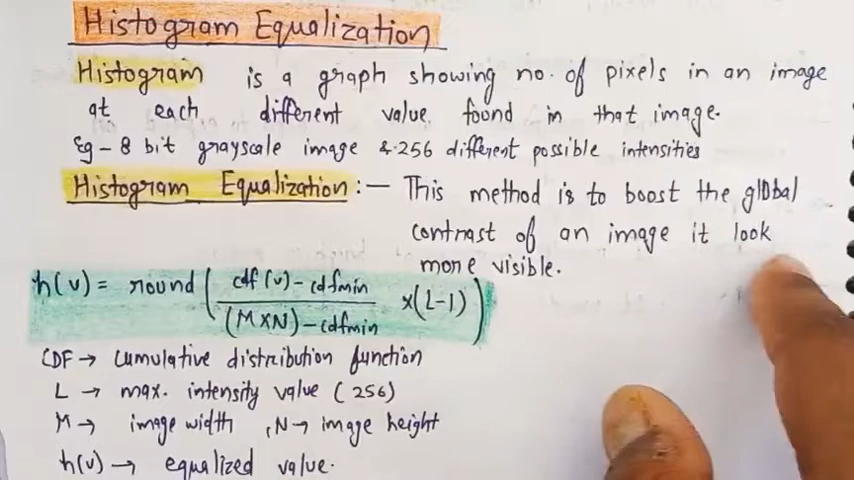 Histogram Equalization
Histogram is a graph showing no. of pixels in an image
at each different value found in that image.
Eg - 8 bit grayscale image & 256 different possible intensities
Histogram Equalization :— This method is to boost the global
contrast of an image it look
more visible.
h(v) = round ( cdf(v) - cdfmin / (M×N) - cdfmin ×(L-1) )
CDF → cumulative distribution function
L → max. intensity value (256)
M → image width , N → image height
h(v) → equalized value.